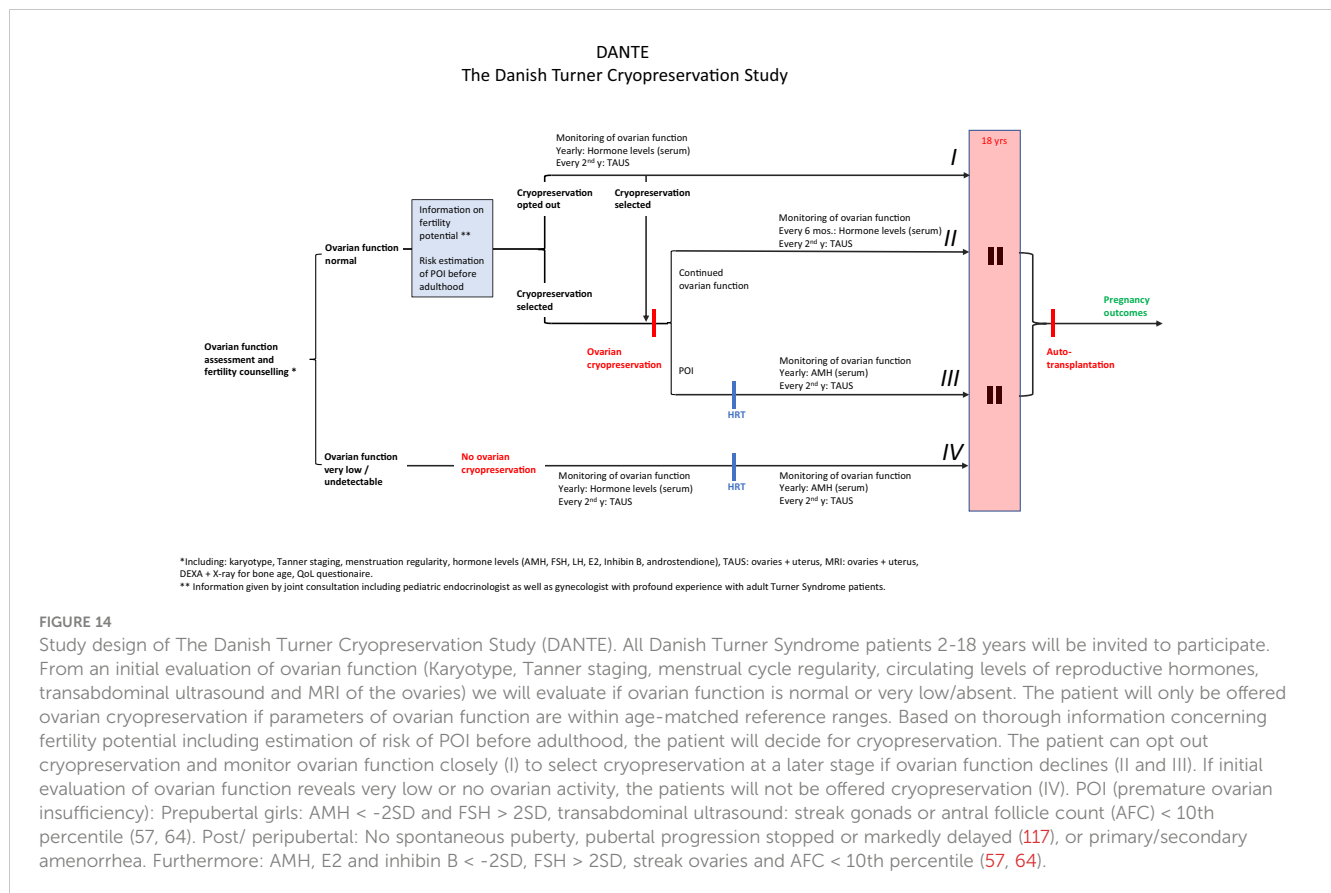 DANTE
The Danish Turner Cryopreservation Study
Monitoring of ovarian function
Yearly: Hormone levels (serum)
Every 2nd y: TAUS
I
18 yrs
Cryopreservation
opted out
Cryopreservation
selected
Information on
fertility
potential **
Risk estimation
of POI before
adulthood
Ovarian function
normal
Monitoring of ovarian function
Every 6 mos.: Hormone levels (serum)
Every 2nd y: TAUS
II
Continued
ovarian function
Cryopreservation
selected
Ovarian
cryopreservation
Pregnancy
outcomes
Auto-
transplantation
Ovarian function
assessment and
fertility counselling *
POI
Monitoring of ovarian function
Yearly: AMH (serum)
Every 2nd y: TAUS
III
HRT
Ovarian function
very low /
undetectable
No ovarian
cryopreservation
Monitoring of ovarian function
Yearly: Hormone levels (serum)
Every 2nd y: TAUS
HRT
Monitoring of ovarian function
Yearly: AMH (serum)
Every 2nd y: TAUS
IV
*Including: karyotype, Tanner staging, menstruation regularity, hormone levels (AMH, FSH, LH, E2, Inhibin B, androstendione), TAUS: ovaries + uterus, MRI: ovaries + uterus,
DEXA + X-ray for bone age, QoL questionaire.
** Information given by joint consultation including pediatric endocrinologist as well as gynecologist with profound experience with adult Turner Syndrome patients.
FIGURE 14
Study design of The Danish Turner Cryopreservation Study (DANTE). All Danish Turner Syndrome patients 2-18 years will be invited to participate.
From an initial evaluation of ovarian function (Karyotype, Tanner staging, menstrual cycle regularity, circulating levels of reproductive hormones,
transabdominal ultrasound and MRI of the ovaries) we will evaluate if ovarian function is normal or very low/absent. The patient will only be offered
ovarian cryopreservation if parameters of ovarian function are within age-matched reference ranges. Based on thorough information concerning
fertility potential including estimation of risk of POI before adulthood, the patient will decide for cryopreservation. The patient can opt out
cryopreservation and monitor ovarian function closely (I) to select cryopreservation at a later stage if ovarian function declines (II and III). If initial
evaluation of ovarian function reveals very low or no ovarian activity, the patients will not be offered cryopreservation (IV). POI (premature ovarian
insufficiency): Prepubertal girls: AMH < -2SD and FSH > 2SD, transabdominal ultrasound: streak gonads or antral follicle count (AFC) < 10th
percentile (57, 64). Post/ peripubertal: No spontaneous puberty, pubertal progression stopped or markedly delayed (117), or primary/secondary
amenorrhea. Furthermore: AMH, E2 and inhibin B < -2SD, FSH > 2SD, streak ovaries and AFC < 10th percentile (57, 64).